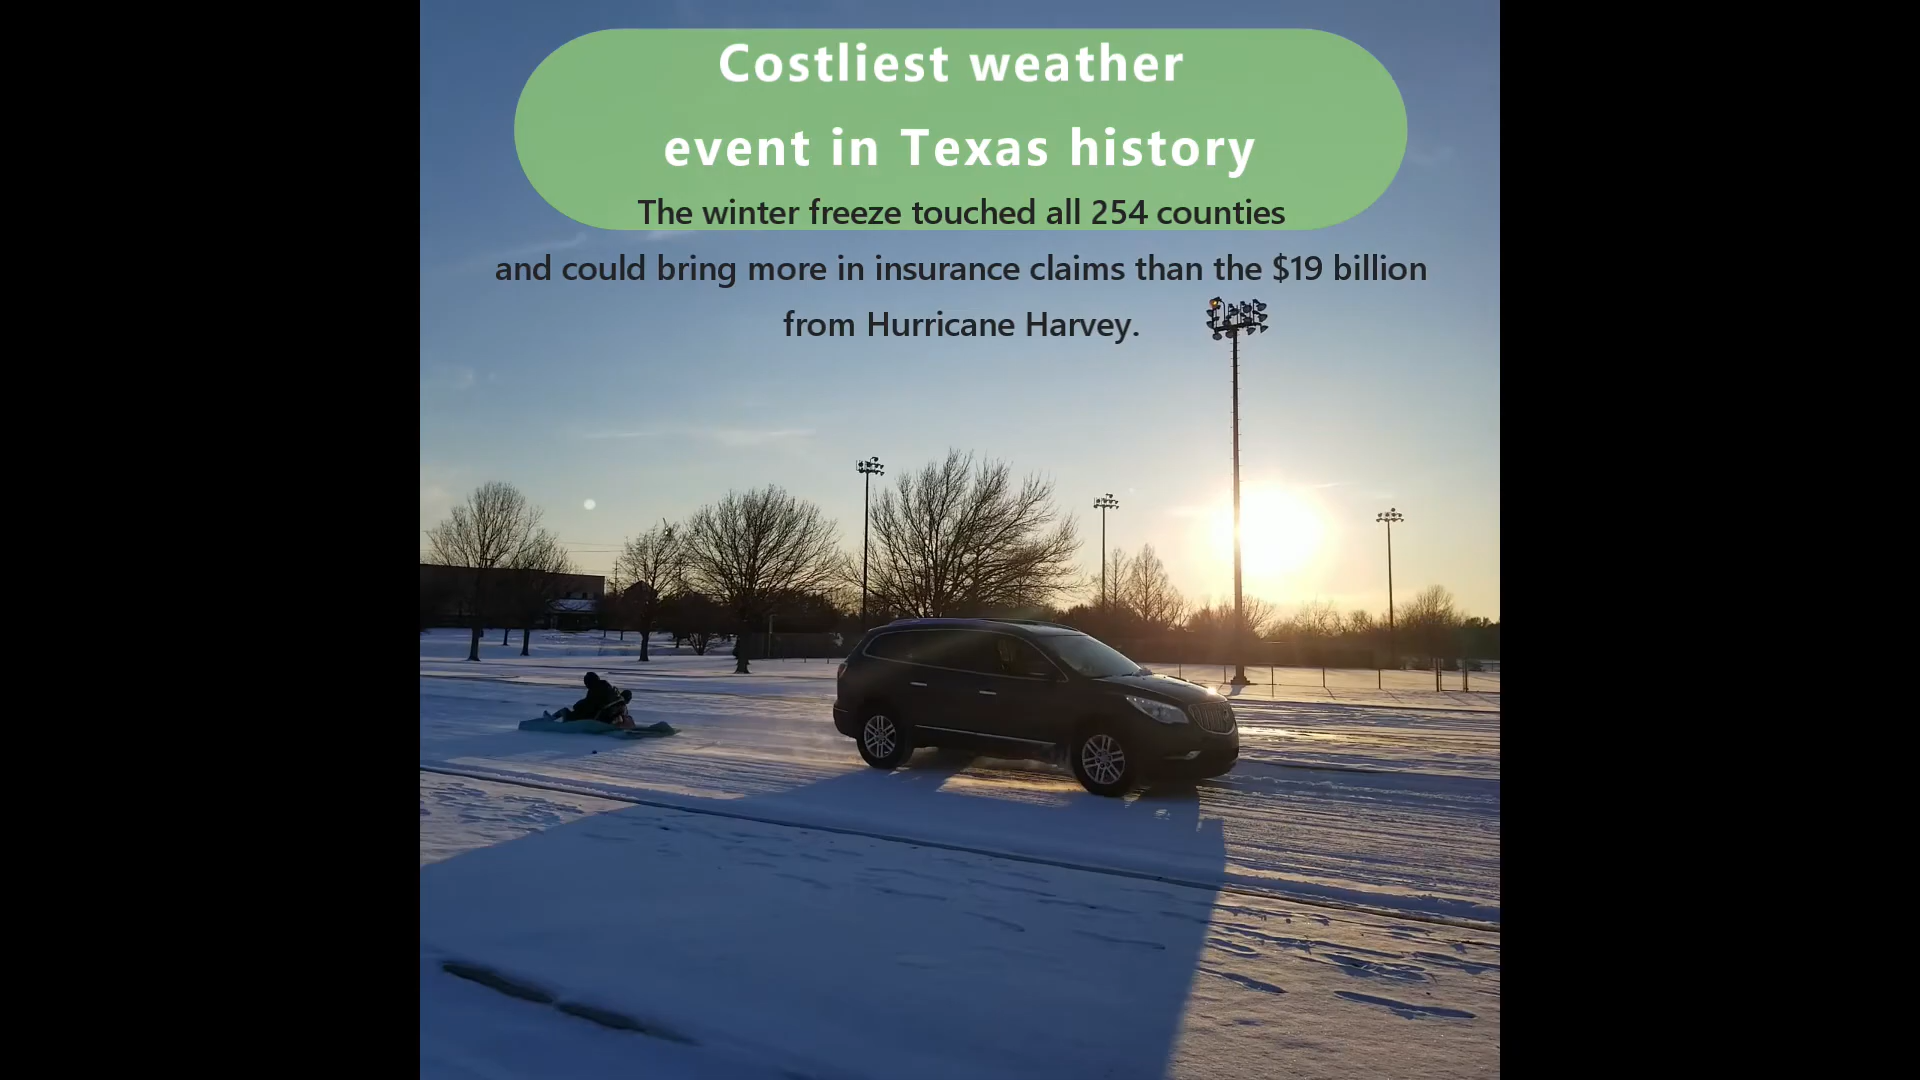 Costliest weather
event in Texas history
The winter freeze touched all 254 counties
and could bring more in insurance claims than the $19 billion
from Hurricane Harvey.